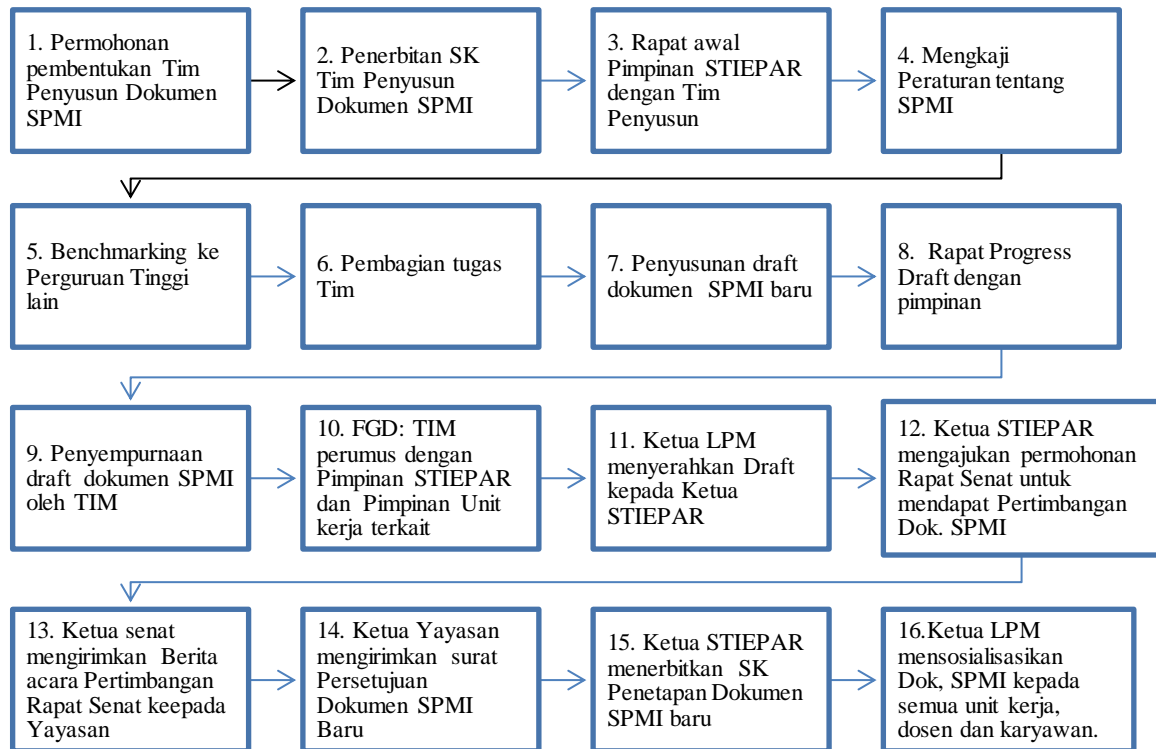 1. Permohonan
pembentukan Tim
Penyusun Dokumen
SPMI
2. Penerbitan SK
Tim Penyusun
Dokumen SPMI
3. Rapat awal
Pimpinan STIEPAR
dengan Tim
Penyusun
4. Mengkaji
Peraturan tentang
SPMI
5. Benchmarking ke
Perguruan Tinggi
lain
6. Pembagian tugas
Tim
7. Penyusunan draft
dokumen SPMI baru
8. Rapat Progress
Draft dengan
pimpinan
9. Penyempurnaan
draft dokumen SPMI
oleh TIM
10. FGD: TIM
perumus dengan
Pimpinan STIEPAR
dan Pimpinan Unit
kerja terkait
11. Ketua LPM
menyerahkan Draft
kepada Ketua
STIEPAR
12. Ketua STIEPAR
mengajukan permohonan
Rapat Senat untuk
mendapat Pertimbangan
Dok. SPMI
13. Ketua senat
mengirimkan Berita
acara Pertimbangan
Rapat Senat keepada
Yayasan
14. Ketua Yayasan
mengirimkan surat
Persetujuan
Dokumen SPMI
Baru
15. Ketua STIEPAR
menerbitkan SK
Penetapan Dokumen
SPMI baru
16.Ketua LPM
mensosialisasikan
Dok, SPMI kepada
semua unit kerja,
dosen dan karyawan.